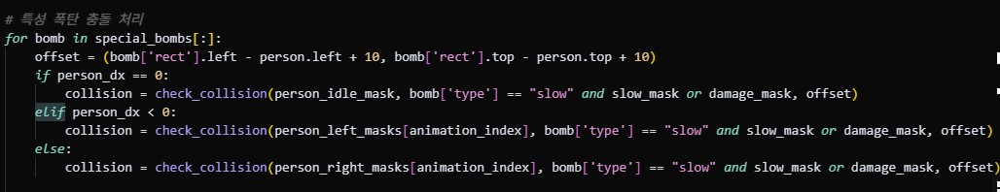 # 특성 폭탄 충돌 처리
for bomb in special_bombs[:]:
    offset = (bomb['rect'].left - person.left + 10, bomb['rect'].top - person.top + 10)
    if person_dx == 0:
        collision = check_collision(person_idle_mask, bomb['type'] == "slow" and slow_mask or damage_mask, offset)
    elif person_dx < 0:
        collision = check_collision(person_left_masks[animation_index], bomb['type'] == "slow" and slow_mask or damage_mask, offset)
    else:
        collision = check_collision(person_right_masks[animation_index], bomb['type'] == "slow" and slow_mask or damage_mask, offset)